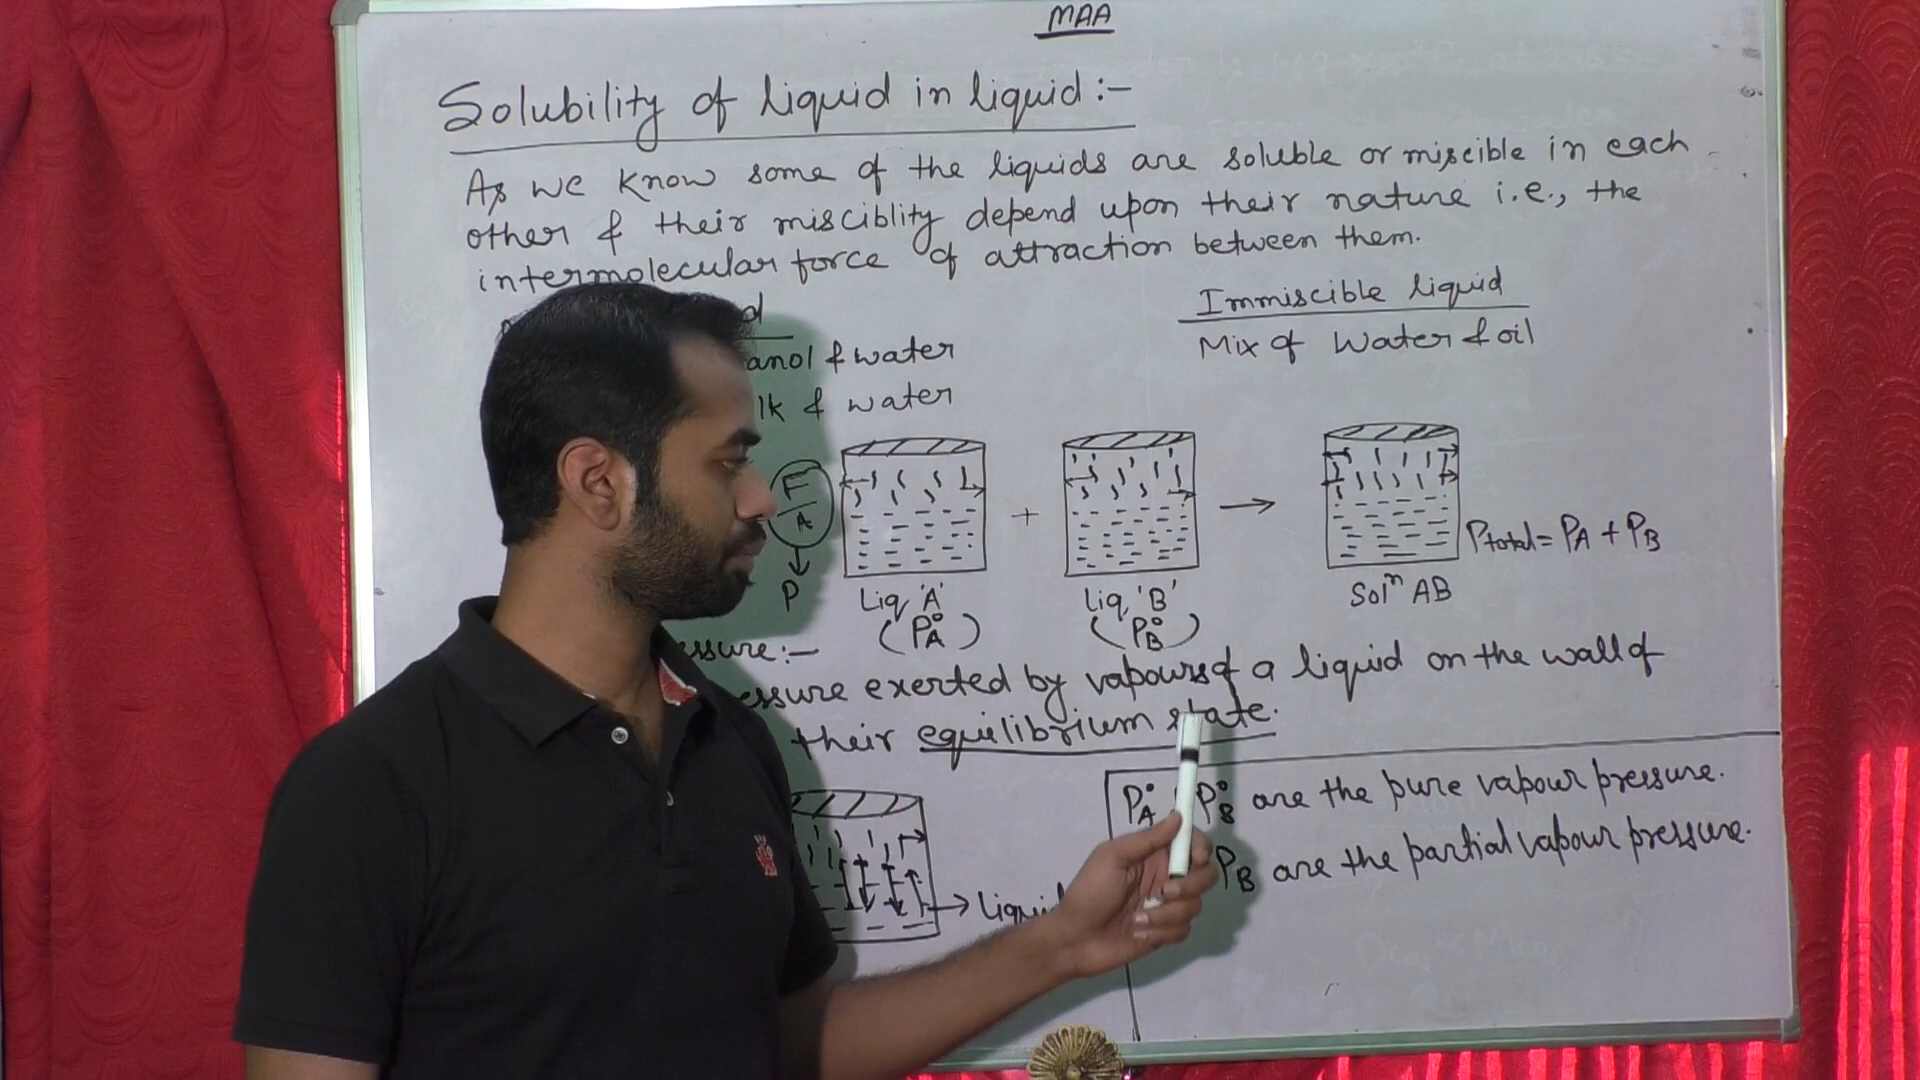 MAA
Solubility of liquid in liquid :-
As we know some of the liquids are soluble or miscible in each
other & their misciblity depend upon their nature i.e., the
intermolecular force of attraction between them.
Immiscible liquid
Mix of Water & oil
anol & water
lk & water
F
A
P
+
→
Liq 'A'
(P°A)
Liq 'B'
(P°B)
Solⁿ AB
Ptotal = PA + PB
essure :-
essure exerted by vapours of a liquid on the wall of
their equilibrium state.
→ Liquid
P°A P°B are the pure vapour pressure.
PB are the partial vapour pressure.